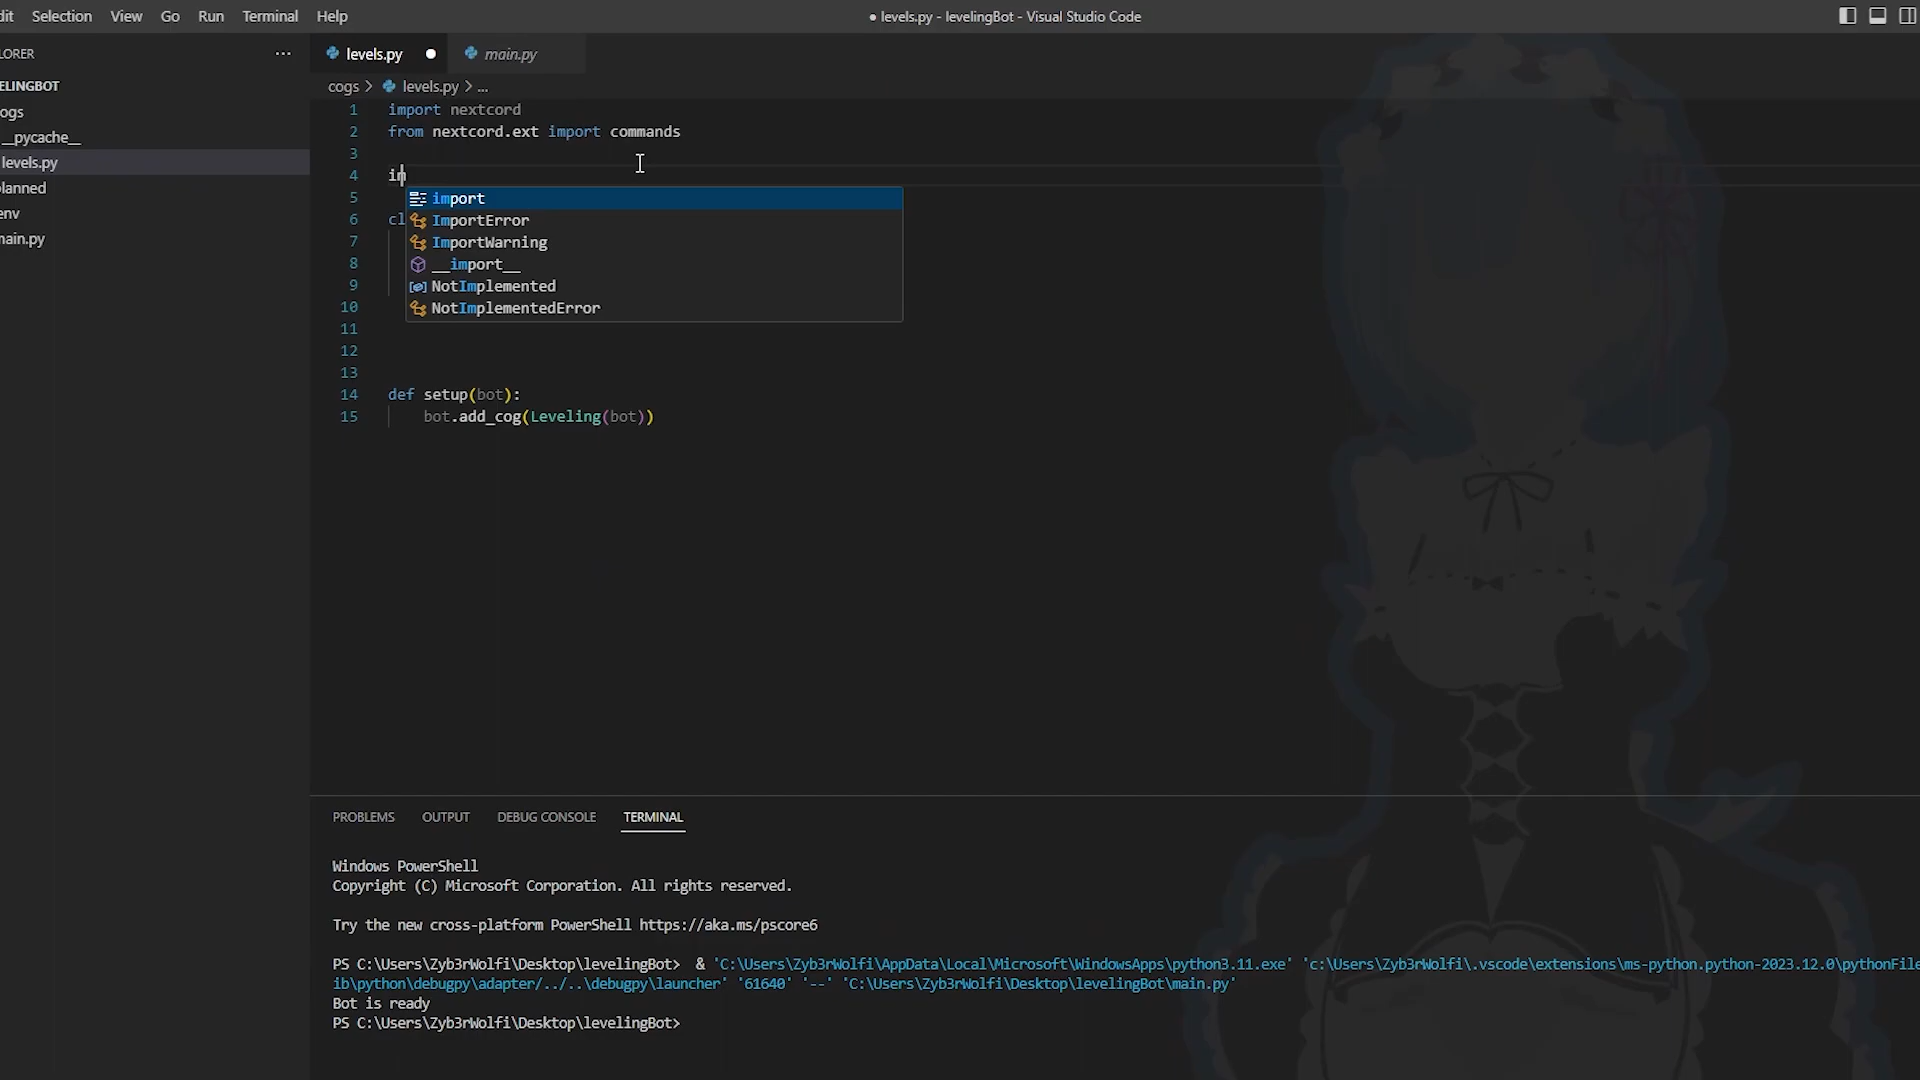 dit Selection View Go Run Terminal Help
● levels.py - levelingBot - Visual Studio Code
LORER ...
levels.py ● main.py
ELINGBOT
cogs > levels.py > ...
ogs
__pycache__
levels.py
lanned
env
main.py
1 import nextcord
2 from nextcord.ext import commands
3
4 im
5 import
ImportError
6 cl
7 ImportWarning
8 __import__
9 NotImplemented
10 NotImplementedError
11
12
13
14 def setup(bot):
15 bot.add_cog(Leveling(bot))
PROBLEMS OUTPUT DEBUG CONSOLE TERMINAL
Windows PowerShell
Copyright (C) Microsoft Corporation. All rights reserved.
Try the new cross-platform PowerShell https://aka.ms/pscore6
PS C:\Users\Zyb3rWolfi\Desktop\levelingBot> & 'C:\Users\Zyb3rWolfi\AppData\Local\Microsoft\WindowsApps\python3.11.exe' 'c:\Users\Zyb3rWolfi\.vscode\extensions\ms-python.python-2023.12.0\pythonFile
ib\python\debugpy\adapter/../..\debugpy\launcher' '61640' '--' 'C:\Users\Zyb3rWolfi\Desktop\levelingBot\main.py'
Bot is ready
PS C:\Users\Zyb3rWolfi\Desktop\levelingBot>